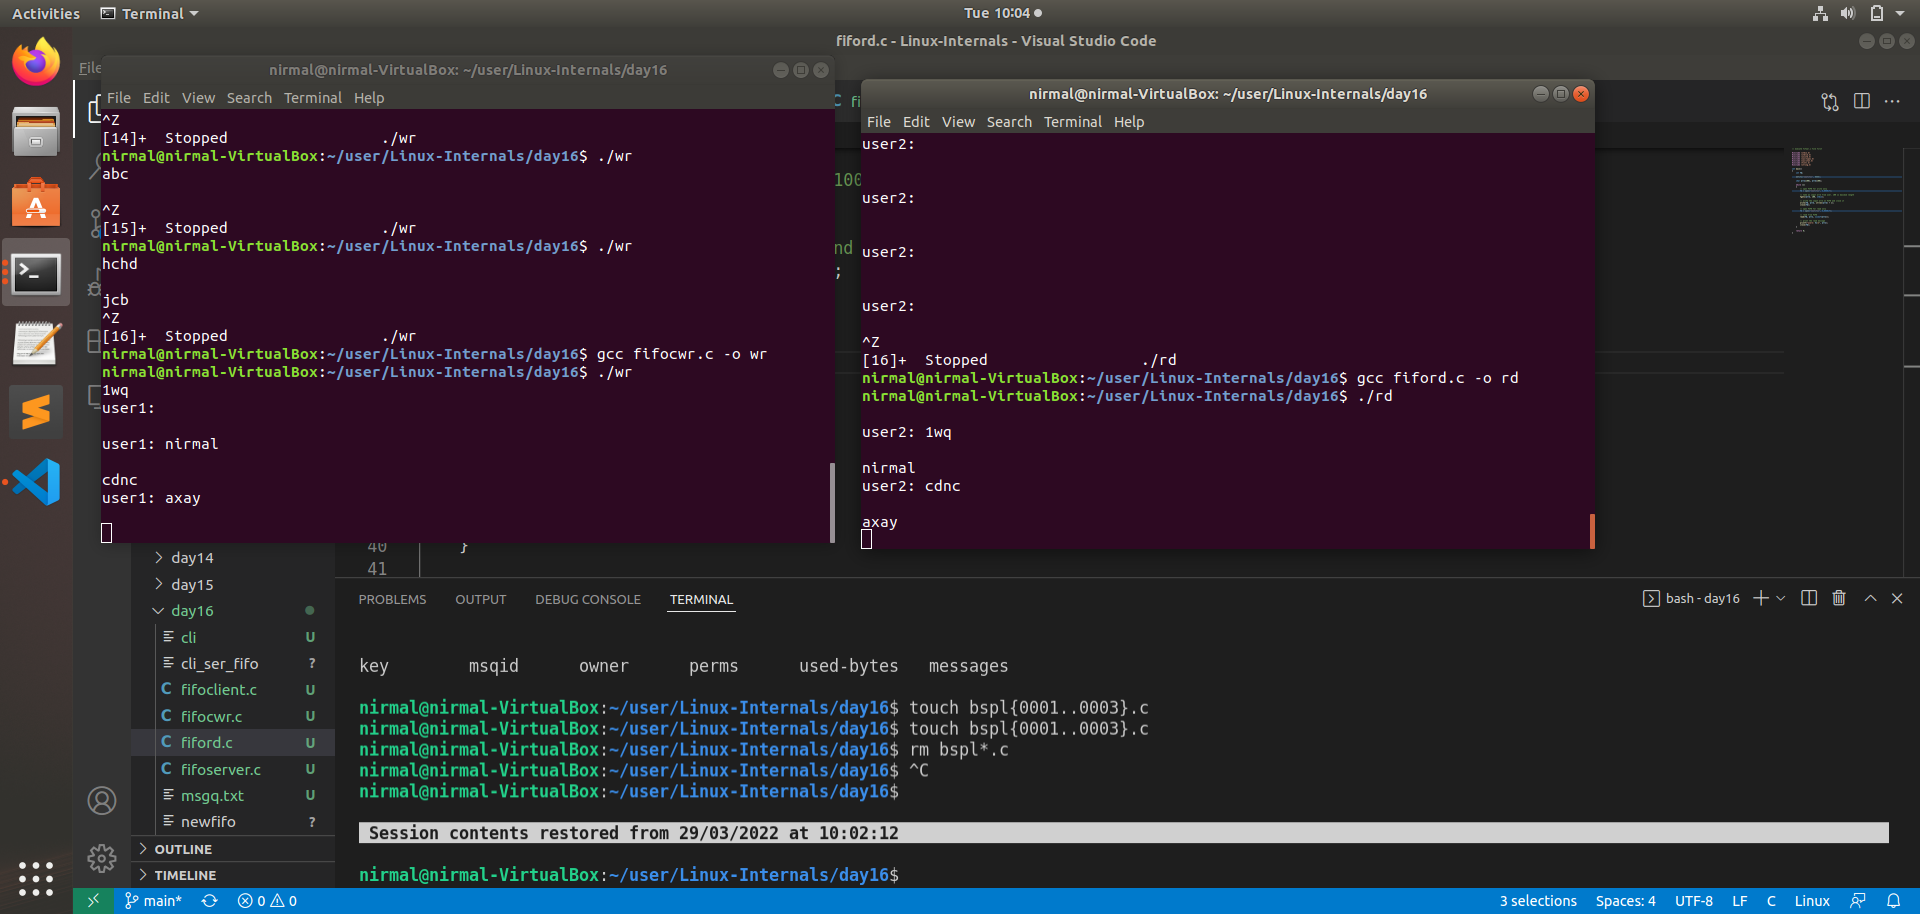 Activities
Terminal
Tue 10:04
fiford.c - Linux-Internals - Visual Studio Code
File
nirmal@nirmal-VirtualBox: ~/user/Linux-Internals/day16
File Edit View Search Terminal Help
^Z
[14]+  Stopped                 ./wr
nirmal@nirmal-VirtualBox:~/user/Linux-Internals/day16$ ./wr
abc
^Z
[15]+  Stopped                 ./wr
nirmal@nirmal-VirtualBox:~/user/Linux-Internals/day16$ ./wr
hchd
jcb
^Z
[16]+  Stopped                 ./wr
nirmal@nirmal-VirtualBox:~/user/Linux-Internals/day16$ gcc fifocwr.c -o wr
nirmal@nirmal-VirtualBox:~/user/Linux-Internals/day16$ ./wr
1wq
user1:
user1: nirmal
cdnc
user1: axay
C fi
100
nd
;
nirmal@nirmal-VirtualBox: ~/user/Linux-Internals/day16
File Edit View Search Terminal Help
user2:
user2:
user2:
user2:
^Z
[16]+  Stopped                 ./rd
nirmal@nirmal-VirtualBox:~/user/Linux-Internals/day16$ gcc fiford.c -o rd
nirmal@nirmal-VirtualBox:~/user/Linux-Internals/day16$ ./rd
user2: 1wq
nirmal
user2: cdnc
axay
40 }
41
day14
day15
day16
cli U
cli_ser_fifo ?
C fifoclient.c U
C fifocwr.c U
C fiford.c U
C fifoserver.c U
msgq.txt U
newfifo ?
OUTLINE
TIMELINE
PROBLEMS OUTPUT DEBUG CONSOLE TERMINAL
bash - day16
key        msqid      owner      perms      used-bytes   messages
nirmal@nirmal-VirtualBox:~/user/Linux-Internals/day16$ touch bspl{0001..0003}.c
nirmal@nirmal-VirtualBox:~/user/Linux-Internals/day16$ touch bspl{0001..0003}.c
nirmal@nirmal-VirtualBox:~/user/Linux-Internals/day16$ rm bspl*.c
nirmal@nirmal-VirtualBox:~/user/Linux-Internals/day16$ ^C
nirmal@nirmal-VirtualBox:~/user/Linux-Internals/day16$
Session contents restored from 29/03/2022 at 10:02:12
nirmal@nirmal-VirtualBox:~/user/Linux-Internals/day16$
main* 0 0
3 selections Spaces: 4 UTF-8 LF C Linux